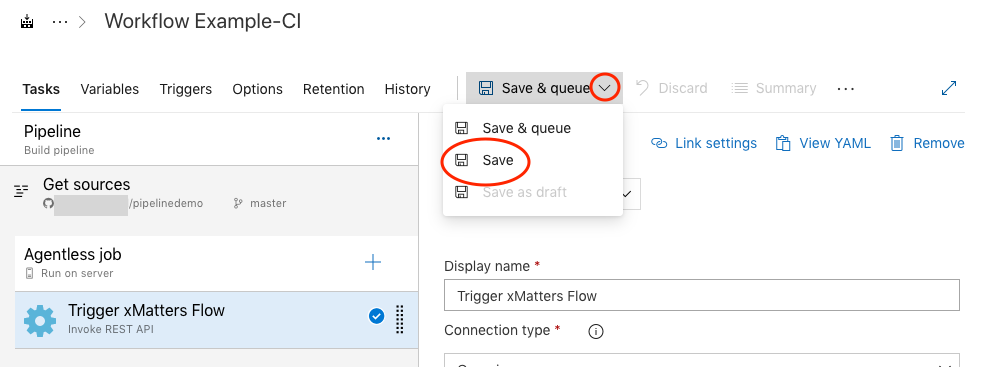 Workflow Example-CI
Tasks Variables Triggers Options Retention History Save & queue Discard Summary
Pipeline
Build pipeline
Save & queue
Save
Save as draft
Link settings View YAML Remove
Get sources
/pipelinedemo master
Agentless job
Run on server
Trigger xMatters Flow
Invoke REST API
Display name *
Trigger xMatters Flow
Connection type *